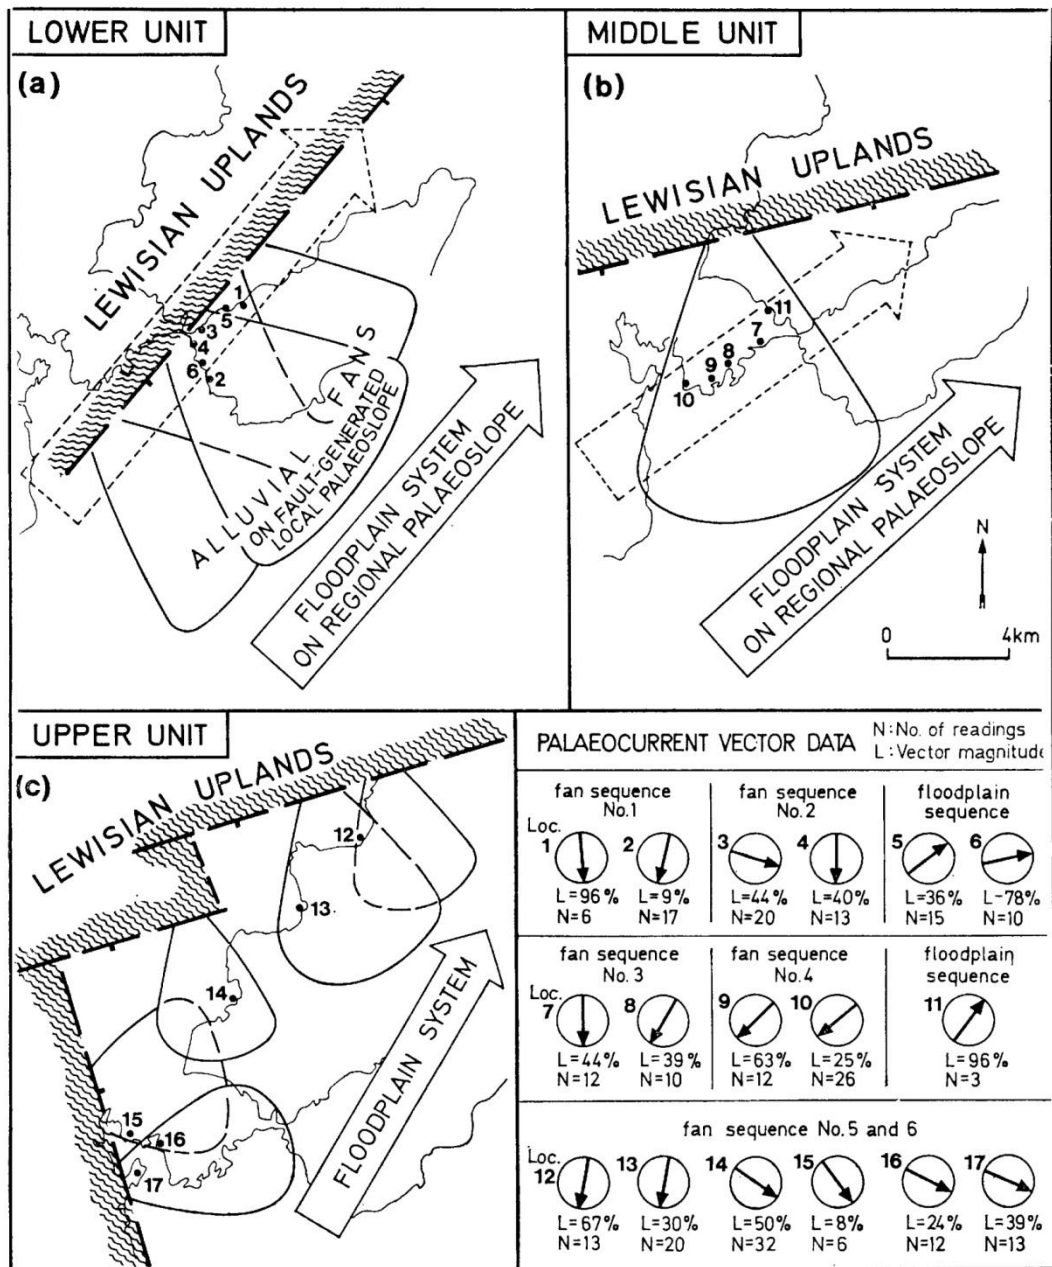 LOWER UNIT
(a)
LEWISIAN UPLANDS
1
5
3
4
6
2
ALLUVIAL FANS
ON FAULT-GENERATED
LOCAL PALAEOSLOPE
FLOODPLAIN SYSTEM
ON REGIONAL PALAEOSLOPE
MIDDLE UNIT
(b)
LEWISIAN UPLANDS
11
7
8
9
10
FLOODPLAIN SYSTEM
ON REGIONAL PALAEOSLOPE
N
0 4km
UPPER UNIT
(c)
LEWISIAN UPLANDS
12
13
14
15
16
17
FLOODPLAIN SYSTEM
PALAEOCURRENT VECTOR DATA
N:No. of readings
L:Vector magnitude
fan sequence
No.1
fan sequence
No.2
floodplain
sequence
Loc.
1 2 3 4 5 6
L=96% L=9% L=44% L=40% L=36% L-78%
N=6 N=17 N=20 N=13 N=15 N=10
fan sequence
No.3
fan sequence
No.4
floodplain
sequence
Loc.
7 8 9 10 11
L=44% L=39% L=63% L=25% L=96%
N=12 N=10 N=12 N=26 N=3
fan sequence No.5 and 6
Loc.
12 13 14 15 16 17
L=67% L=30% L=50% L=8% L=24% L=39%
N=13 N=20 N=32 N=6 N=12 N=13